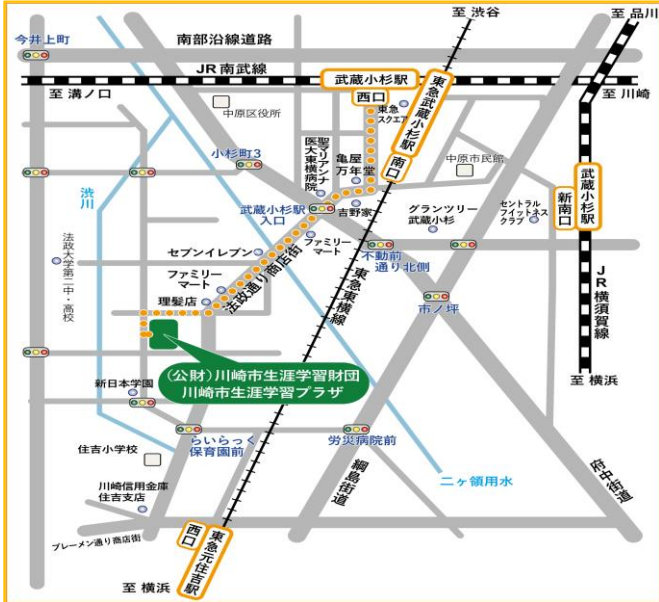 至 渋谷
至 品川
今井上町
南部沿線道路
JR南武線
武蔵小杉駅
西口
至 溝ノ口
至 川崎
東急
スクエア
東急武蔵小杉駅
南口
中原区役所
小杉町3
聖マリアンナ
医大東横病院
亀屋
万年堂
中原市民館
武蔵小杉駅
新南口
渋川
武蔵小杉駅
入口
吉野家
グランツリー
武蔵小杉
セントラル
フィットネス
クラブ
法政大学第二中・高校
セブンイレブン
ファミリー
マート
不動前
通り北側
ファミリー
マート
法政通り商店街
東急東横線
JR横須賀線
理髪店
市ノ坪
(公財)川崎市生涯学習財団
川崎市生涯学習プラザ
至 横浜
新日本学園
らいらっく
保育園前
労災病院前
住吉小学校
綱島街道
二ヶ領用水
府中街道
川崎信用金庫
住吉支店
ブレーメン通り商店街
西口
東急元住吉駅
至 横浜